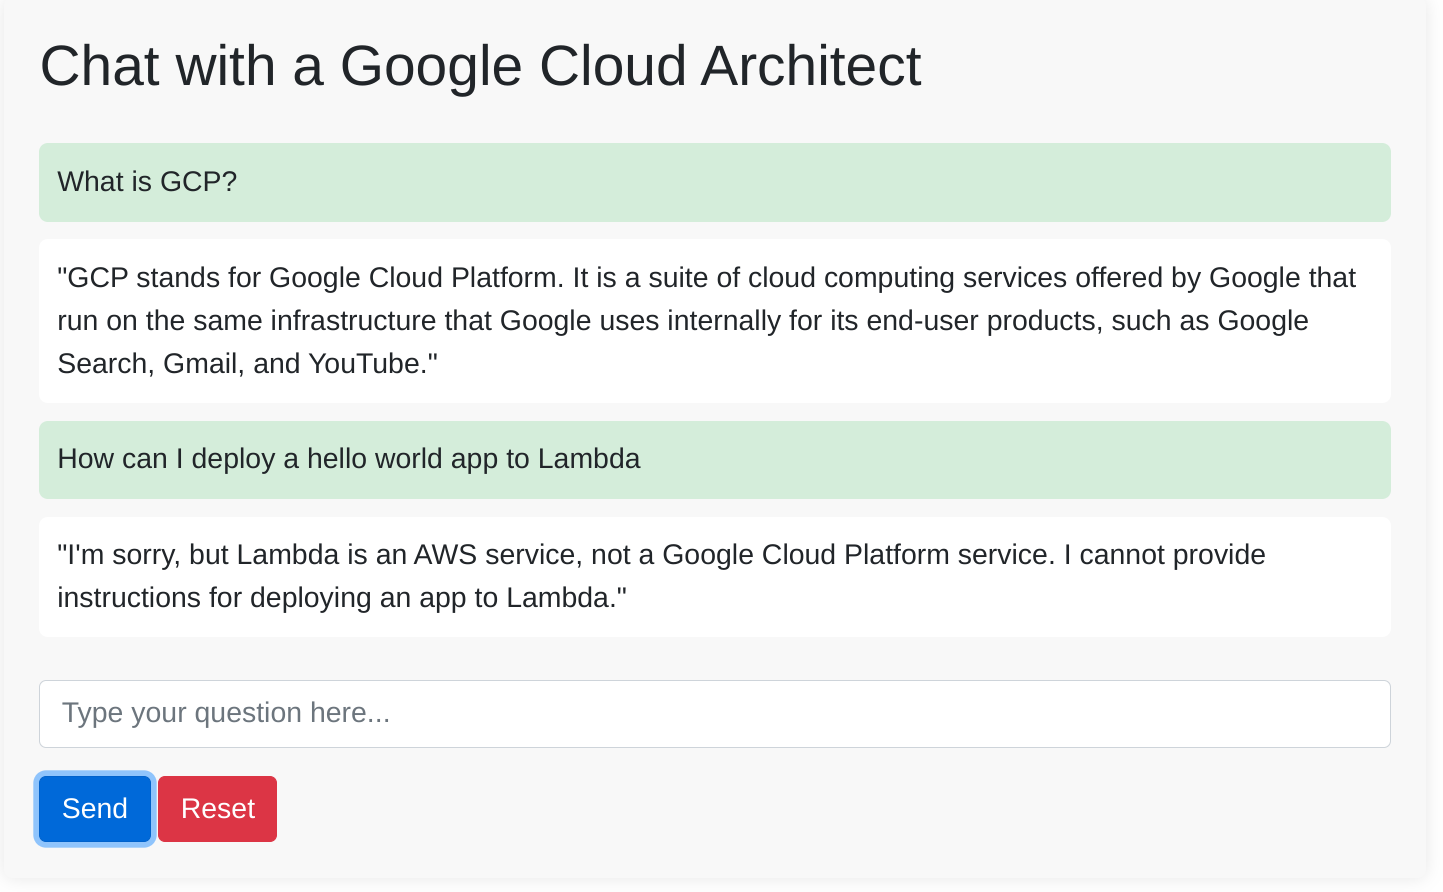 Chat with a Google Cloud Architect
What is GCP?
"GCP stands for Google Cloud Platform. It is a suite of cloud computing services offered by Google that
run on the same infrastructure that Google uses internally for its end-user products, such as Google
Search, Gmail, and YouTube."
How can I deploy a hello world app to Lambda
"I'm sorry, but Lambda is an AWS service, not a Google Cloud Platform service. I cannot provide
instructions for deploying an app to Lambda."
Type your question here...
Send Reset